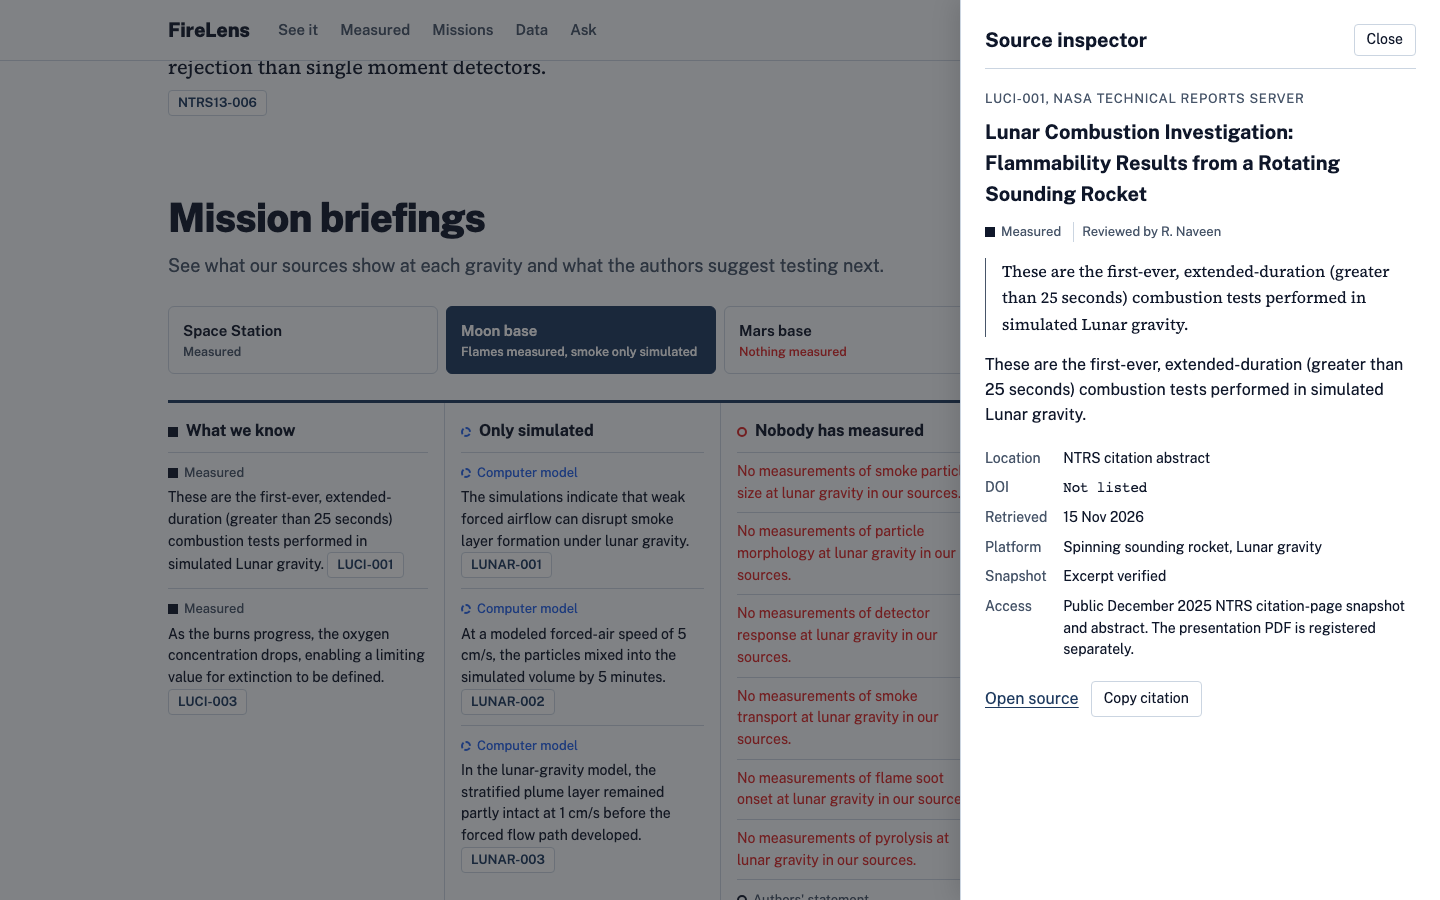 FireLens
See it
Measured
Missions
Data
Ask
rejection than single moment detectors.
NTRS13-006
Mission briefings
See what our sources show at each gravity and what the authors suggest testing next.
Space Station
Measured
Moon base
Flames measured, smoke only simulated
Mars base
Nothing measured
What we know
Measured
These are the first-ever, extended-
duration (greater than 25 seconds)
combustion tests performed in
simulated Lunar gravity. LUCI-001
Measured
As the burns progress, the oxygen
concentration drops, enabling a limiting
value for extinction to be defined.
LUCI-003
Only simulated
Computer model
The simulations indicate that weak
forced airflow can disrupt smoke
layer formation under lunar gravity.
LUNAR-001
Computer model
At a modeled forced-air speed of 5
cm/s, the particles mixed into the
simulated volume by 5 minutes.
LUNAR-002
Computer model
In the lunar-gravity model, the
stratified plume layer remained
partly intact at 1 cm/s before the
forced flow path developed.
LUNAR-003
Nobody has measured
No measurements of smoke
size at lunar gravity in our sources.
No measurements of particle
morphology at lunar gravity in our
sources.
No measurements of detector
response at lunar gravity in our
sources.
No measurements of smoke
transport at lunar gravity in our
sources.
No measurements of flame soot
onset at lunar gravity in our
No measurements of pyrolysis at
lunar gravity in our sources.
Authors' statement
Source inspector
Close
LUCI-001, NASA TECHNICAL REPORTS SERVER
Lunar Combustion Investigation:
Flammability Results from a Rotating
Sounding Rocket
Measured
Reviewed by R. Naveen
These are the first-ever, extended-duration (greater
than 25 seconds) combustion tests performed in
simulated Lunar gravity.
These are the first-ever, extended-duration (greater than
25 seconds) combustion tests performed in simulated
Lunar gravity.
Location NTRS citation abstract
DOI Not listed
Retrieved 15 Nov 2026
Platform Spinning sounding rocket, Lunar gravity
Snapshot Excerpt verified
Access Public December 2025 NTRS citation-page snapshot
and abstract. The presentation PDF is registered
separately.
Open source
Copy citation